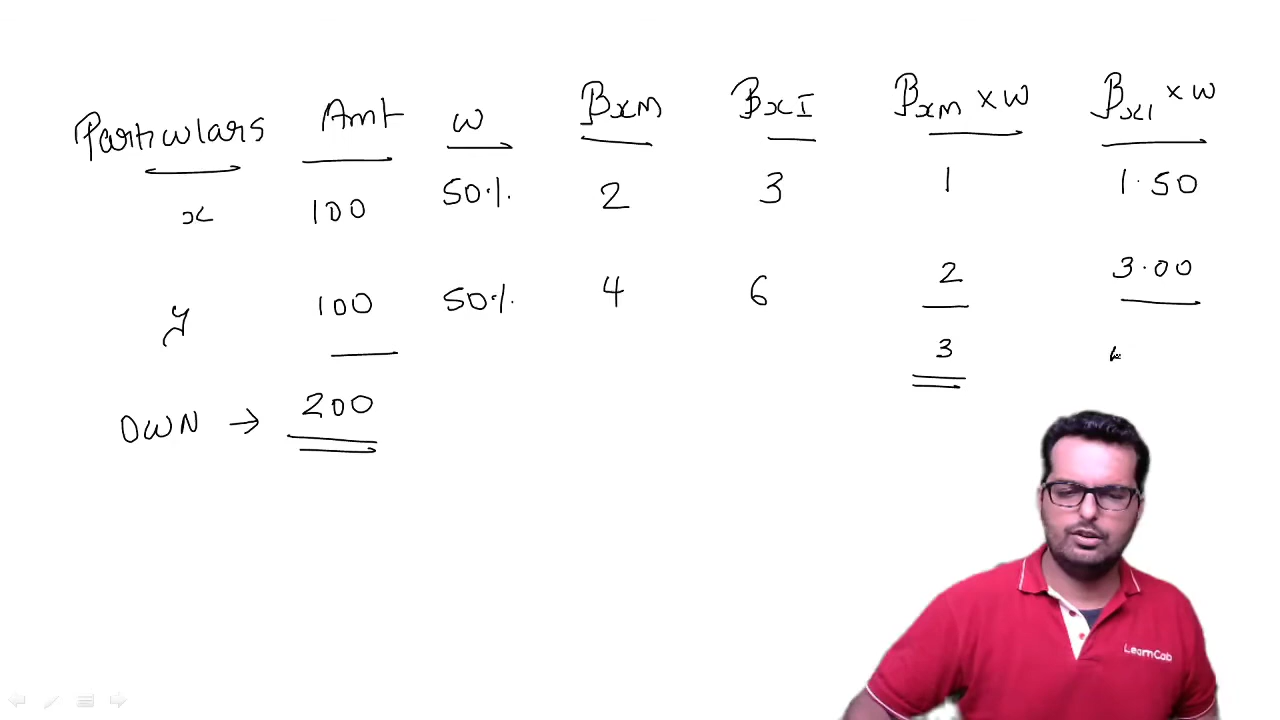 Particulars Amt W βxM βxI βxM × W βxI × W
x 100 50% 2 3 1 1.50
y 100 50% 4 6 2 3.00
3
OWN → 200
LearnCab